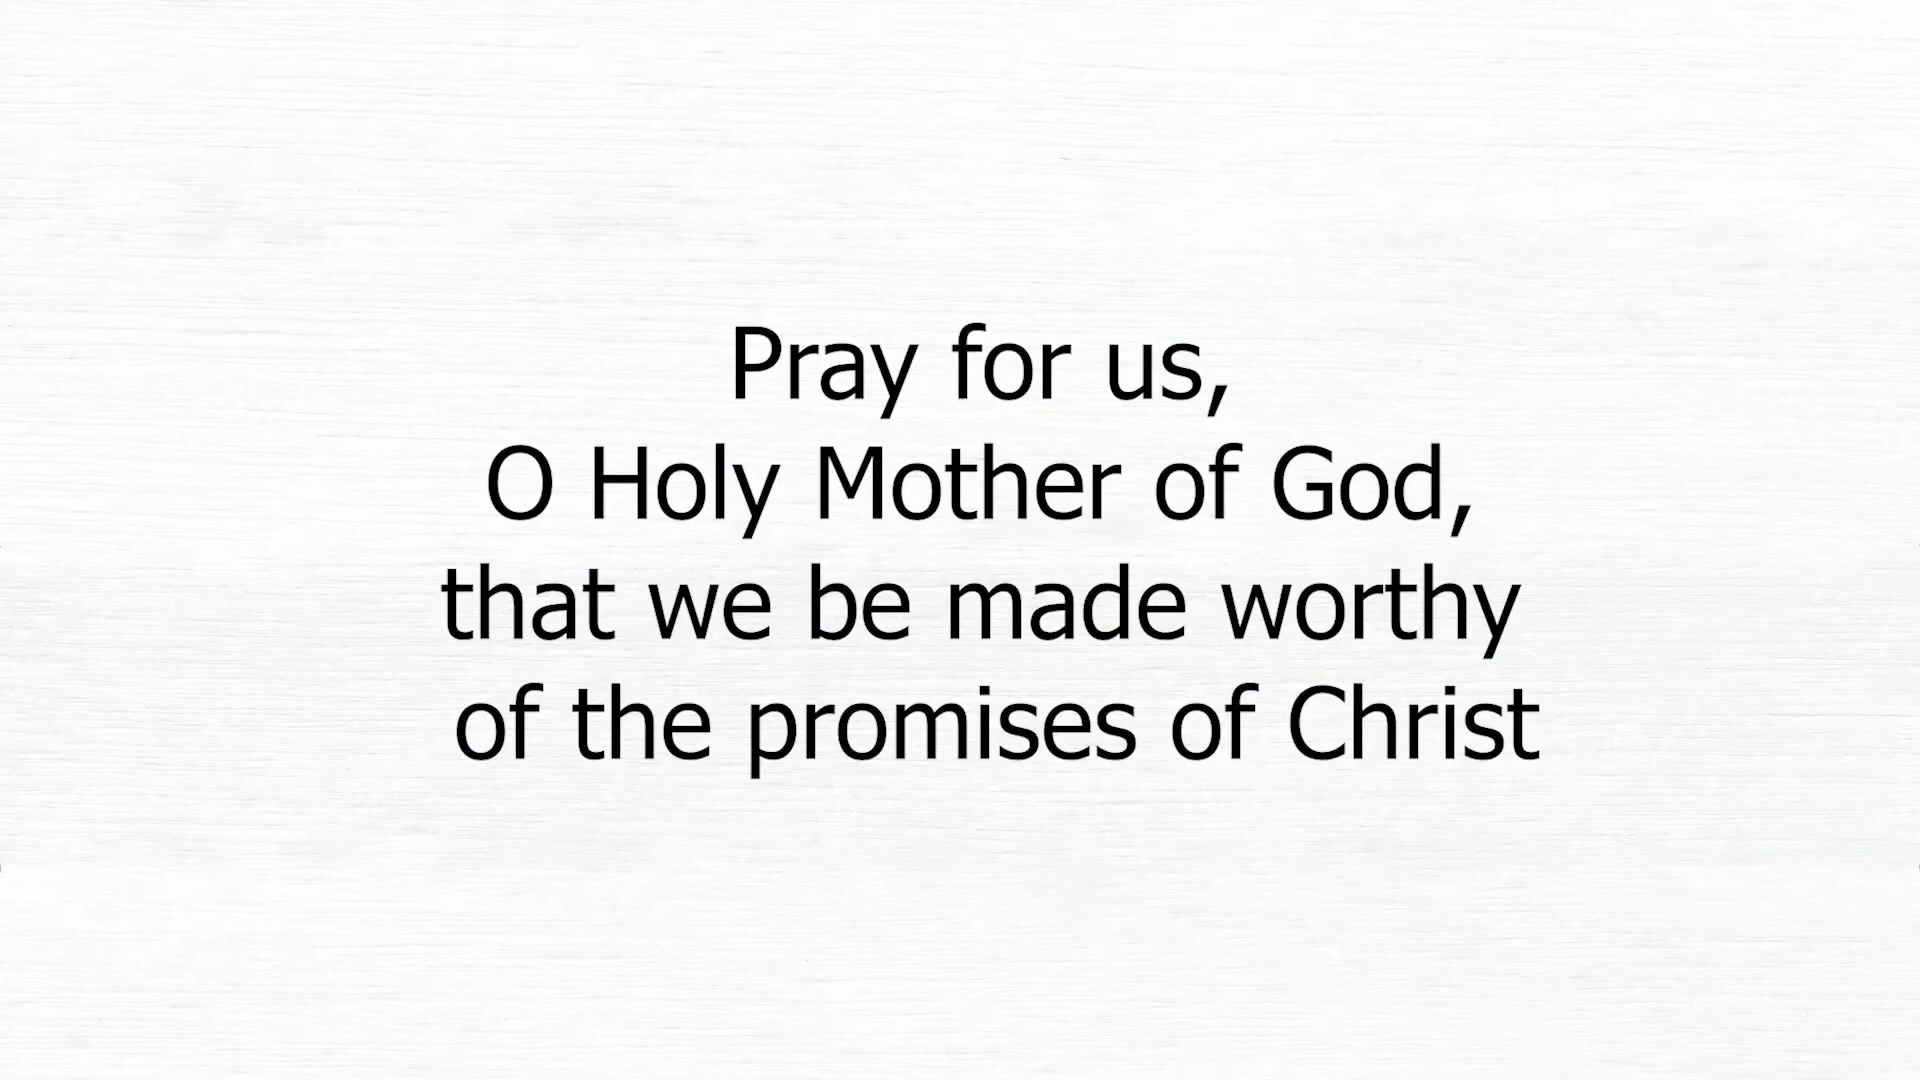 Pray for us,
O Holy Mother of God,
that we be made worthy
of the promises of Christ